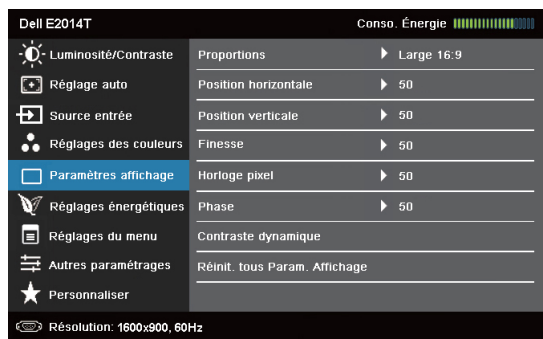 Dell E2014T Conso. Énergie
Luminosité/Contraste Proportions Large 16:9
Réglage auto Position horizontale 50
Source entrée Position verticale 50
Réglages des couleurs Finesse 50
Paramètres affichage Horloge pixel 50
Réglages énergétiques Phase 50
Réglages du menu Contraste dynamique
Autres paramétrages Réinit. tous Param. Affichage
Personnaliser
Résolution: 1600x900, 60Hz